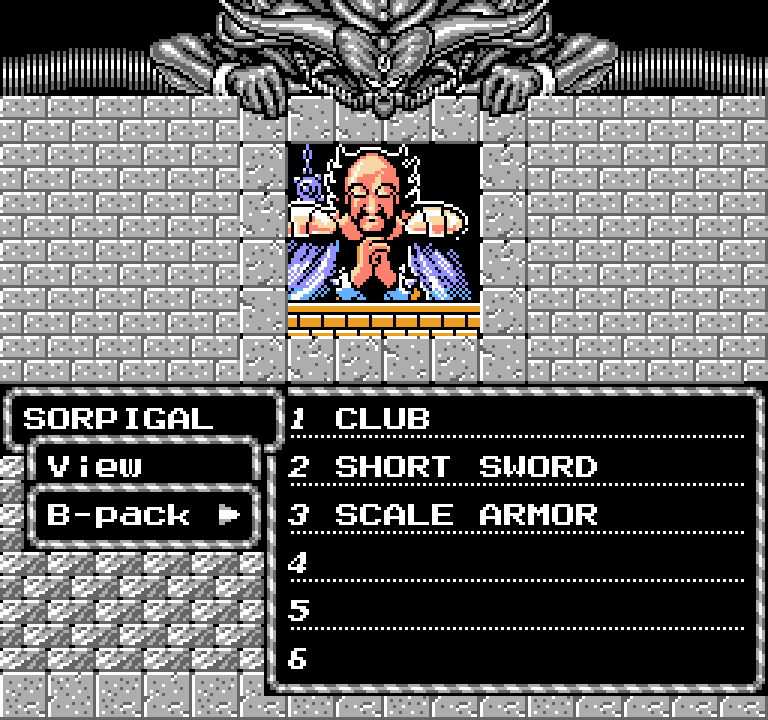 SORPIGAL
View
B-pack ►
1 CLUB
2 SHORT SWORD
3 SCALE ARMOR
4
5
6